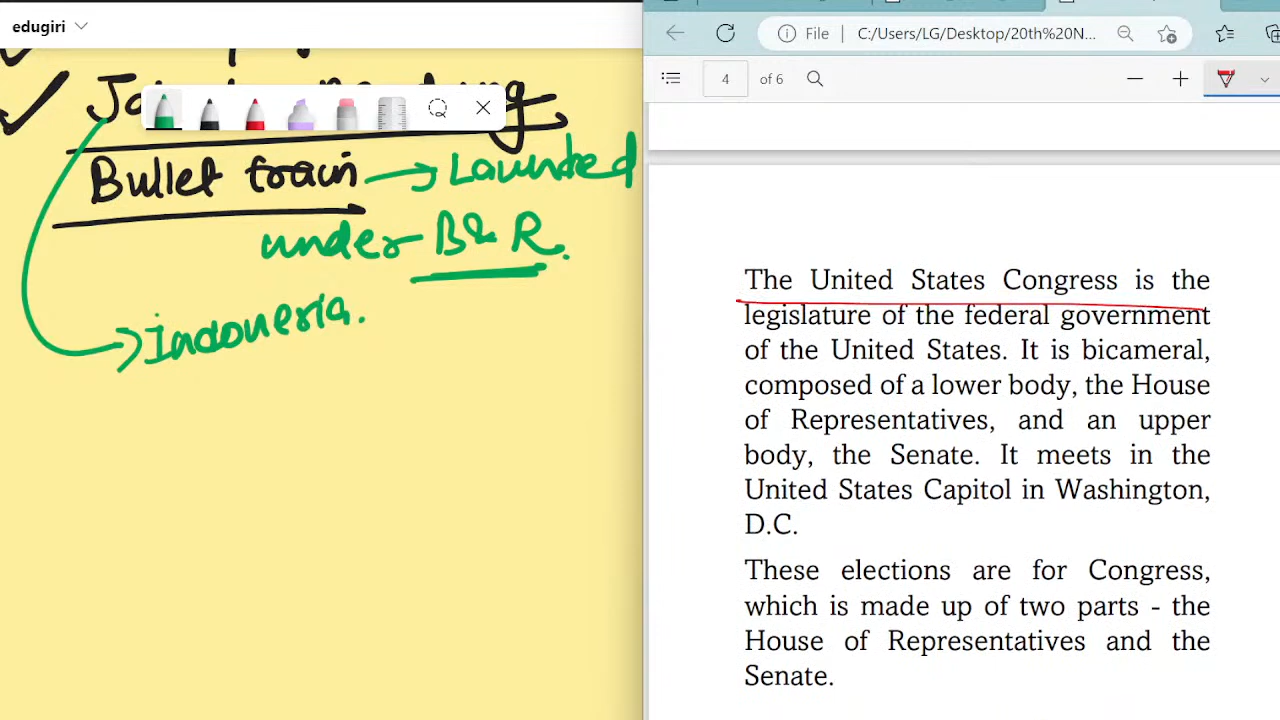 edugiri
Bullet train → Launted
under B&R.
Indonesia.
File C:/Users/LG/Desktop/20th%20N...
4 of 6
The United States Congress is the
legislature of the federal government
of the United States. It is bicameral,
composed of a lower body, the House
of Representatives, and an upper
body, the Senate. It meets in the
United States Capitol in Washington,
D.C.
These elections are for Congress,
which is made up of two parts - the
House of Representatives and the
Senate.